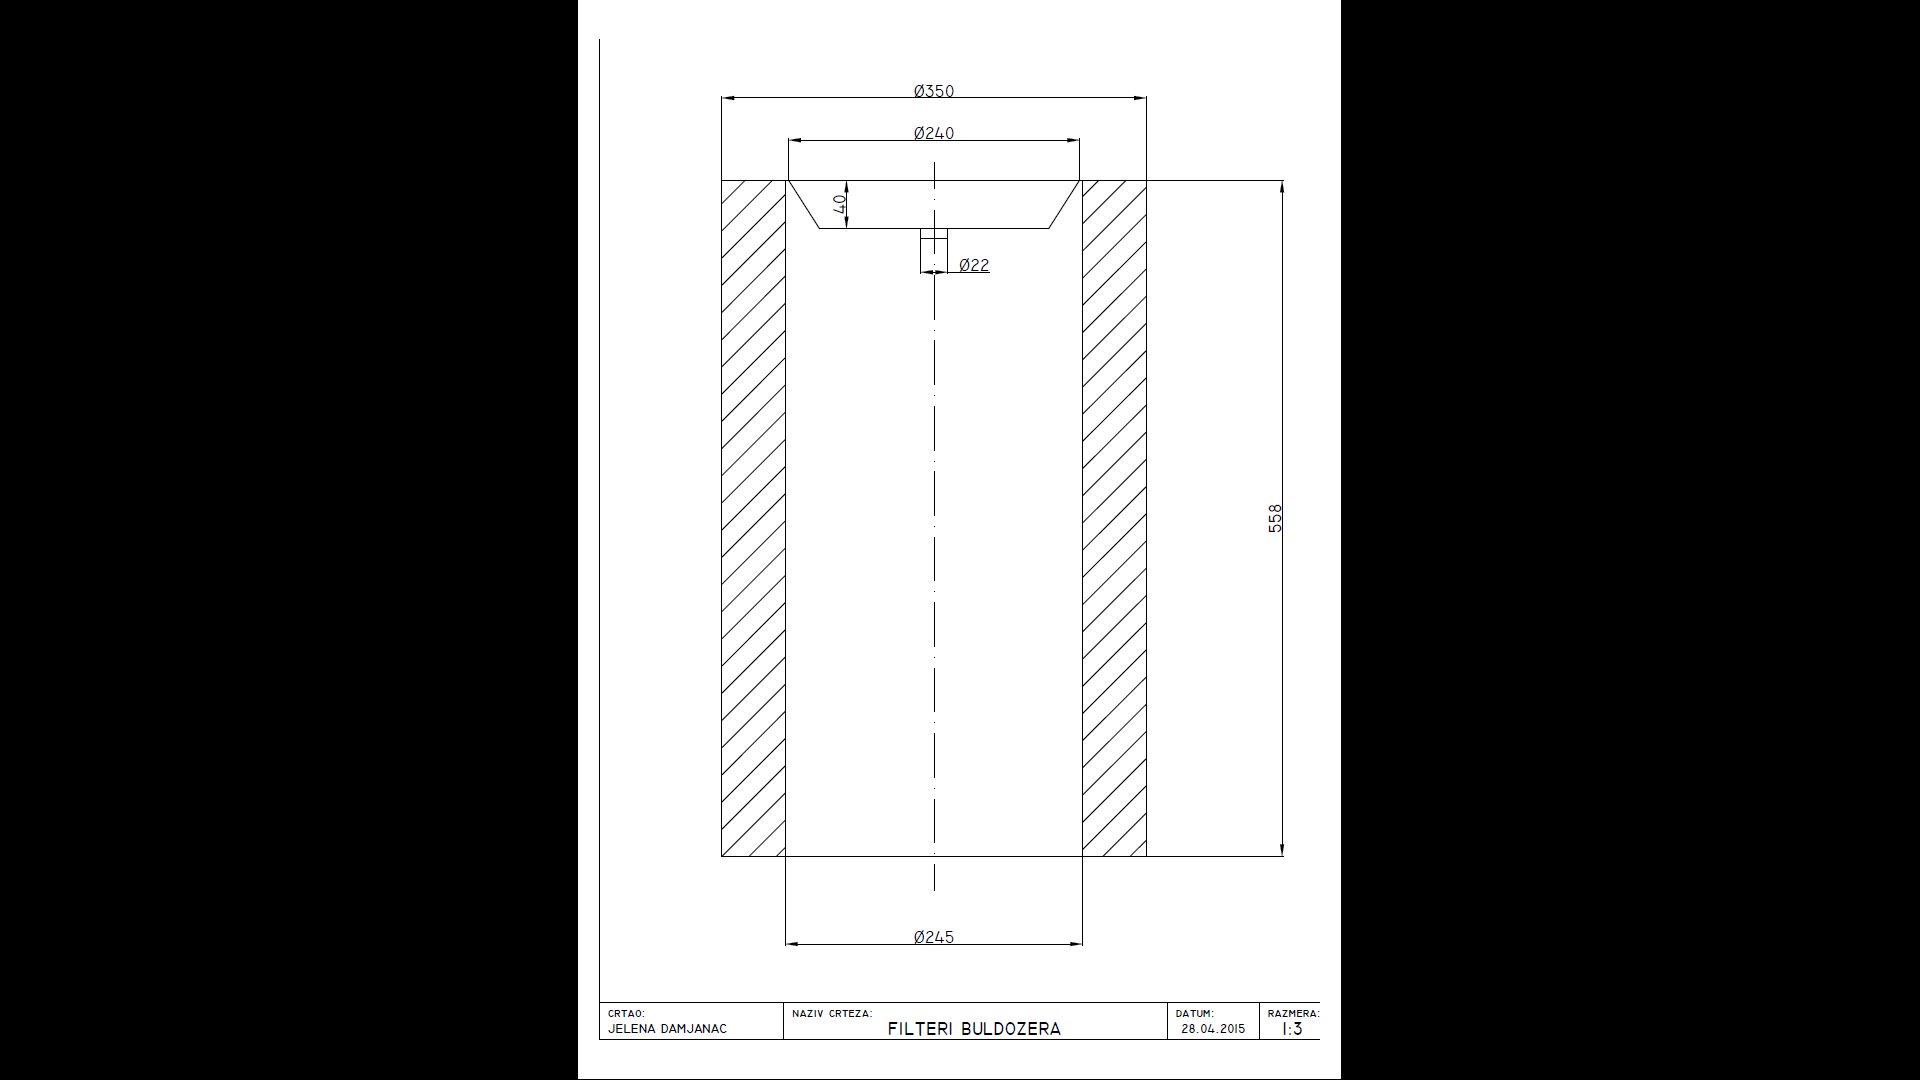 Ø350
Ø240
40
Ø22
558
Ø245
CRTAO:
JELENA DAMJANAC
NAZIV CRTEZA:
FILTERI BULDOZERA
DATUM:
28.04.2015
RAZMERA:
1:3